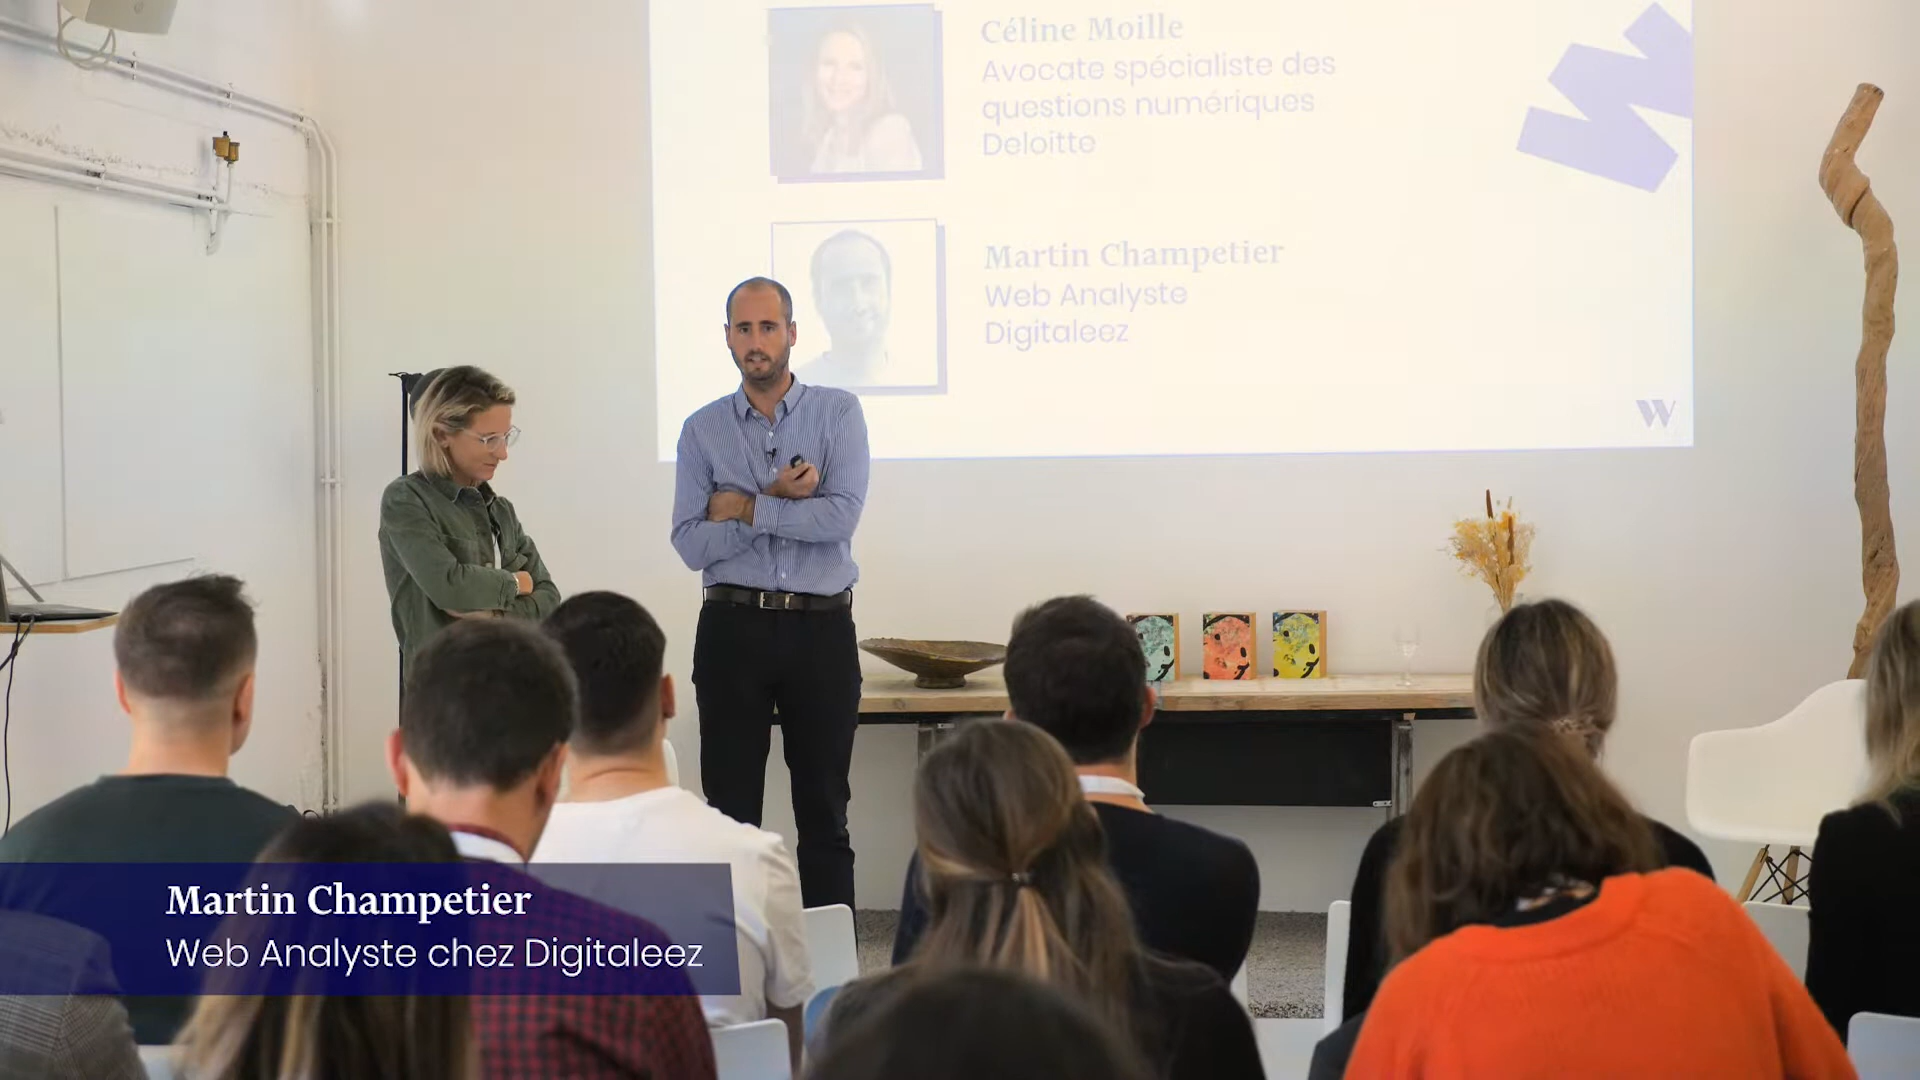 Céline Moille
Avocate spécialiste des
questions numériques
Deloitte
Martin Champetier
Web Analyste
Digitaleez
W
Martin Champetier
Web Analyste chez Digitaleez